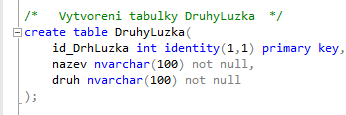 /*   Vytvoreni tabulky DruhyLuzka  */
create table DruhyLuzka(
    id_DrhLuzka int identity(1,1) primary key,
    nazev nvarchar(100) not null,
    druh nvarchar(100) not null
);